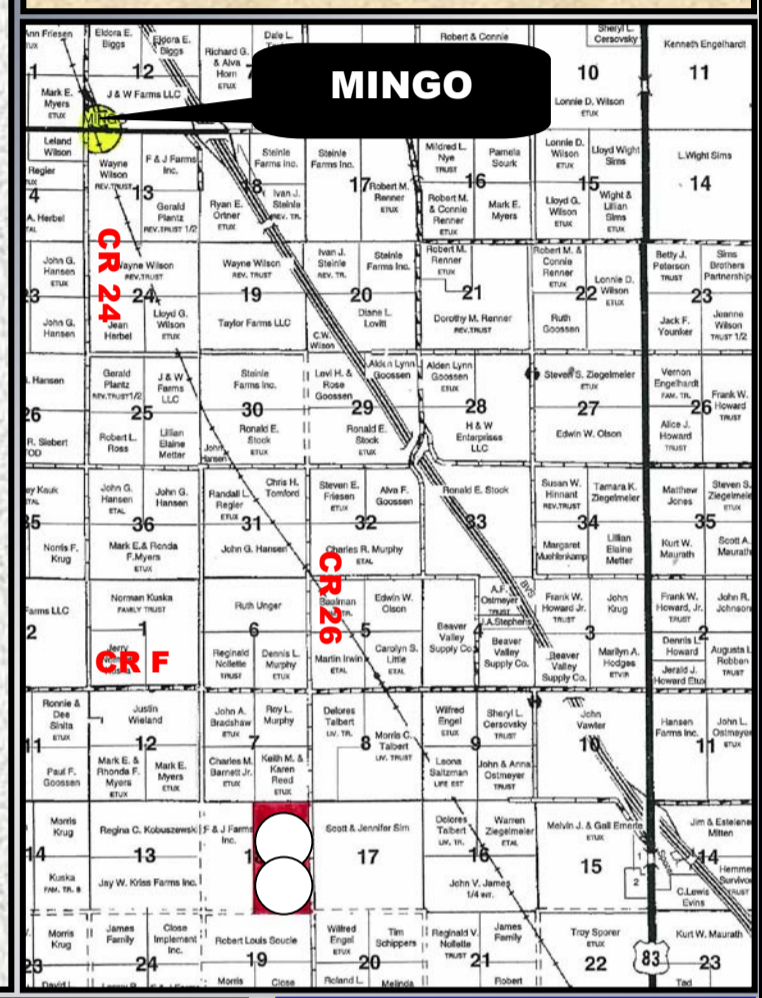 Ann Friesen
Eldora E.
Biggs
Eldora E.
Biggs
ETUX
Richard G.
& Alva
Horn
ETUX
Dale L.
Robert & Connie
Sheryl L.
Cersovsky
Kenneth Engelhardt
1
12
10
11
Mark E.
Myers
ETUX
J & W Farms LLC
MINGO
Lonnie D. Wilson
ETUX
Leland
Wilson
Wayne
Wilson
REV. TRUST
F & J Farms
Inc.
Steinle
Farms Inc.
Steinle
Farms Inc.
Mildred L.
Nye
TRUST
Pamela
Sourk
Lonnie D.
Wilson
ETUX
Lloyd Wight
Sims
L.Wight Sims
Regier
4
13
18
17
16
15
14
A. Herbel
Gerald
Plantz
REV.TRUST 1/2
Ryan E.
Ortner
ETUX
Ivan J.
Steinle
REV. TR.
Robert M.
Renner
ETUX
Robert M.
& Connie
Renner
ETUX
Mark E.
Myers
Lloyd G.
Wilson
ETUX
Wight &
Lillian
Sims
ETUX
CR 24
John G.
Hansen
ETUX
Wayne Wilson
REV.TRUST
Wayne Wilson
REV. TRUST
Ivan J.
Steinle
REV. TR.
Steinle
Farms Inc.
Robert M.
Renner
ETUX
Robert M. &
Connie
Renner
ETUX
Lonnie D.
Wilson
ETUX
Betty J.
Peterson
TRUST
Sims
Brothers
Partnership
23
24
19
20
21
22
23
John G.
Hansen
Jean
Herbel
Lloyd G.
Wilson
ETUX
Taylor Farms LLC
C.W.
Wilson
Diane L.
Lovitt
Dorothy M. Renner
REV.TRUST
Ruth
Goossen
Jack F.
Younker
Jeanne
Wilson
TRUST 1/2
. Hansen
Gerald
Plantz
REV.TRUST1/2
J & W
Farms
LLC
Steinle
Farms Inc.
Levi H. &
Rose
Goossen
Alden Lynn
Goossen
Alden Lynn
Goossen
ETUX
Steven S. Ziegelmeier
ETUX
Vernon
Engelhardt
FAM. TR.
Frank W.
Howard
TRUST
26
25
30
29
28
27
26
R. Siebert
TOD
Robert L.
Ross
Lillian
Elaine
Metter
John
Hansen
Ronald E.
Stock
ETUX
Ronald E.
Stock
ETUX
H & W
Enterprises
LLC
Edwin W. Olson
Alice J.
Howard
TRUST
ey Kauk
John G.
Hansen
ETAL
John G.
Hansen
Randall L.
Regier
ETUX
Chris H.
Tomford
Steven E.
Friesen
ETUX
Alva F.
Goossen
Ronald E. Stock
Susan W.
Hinnant
REV.TRUST
Tamara K.
Ziegelmeier
Matthew
Jones
Steven S.
Ziegelmeier
ETUX
35
36
31
32
33
34
35
Norris F.
Krug
Mark E.& Ronda
F.Myers
ETUX
John G. Hansen
Charles R. Murphy
ETAL
Margaret
Muehlenkamp
Lillian
Elaine
Metter
Kurt W.
Maurath
Scott A.
Maurath
CR 26
Farms LLC
Norman Kuska
FAMILY TRUST
Ruth Unger
Baalman
Edwin W.
Olson
A.F.
Ostmeyer
TRUST
J.A.Stephens
BVS
Frank W.
Howard Jr.
TRUST
John
Krug
Frank W.
Howard, Jr.
TRUST
John R.
Johnson
2
1
6
5
4
3
2
CR F
Reginald
Nollette
TRUST
Dennis L.
Murphy
ETUX
Martin Irwin
ETAL
Carolyn S.
Little
ETAL
Beaver
Valley
Supply Co.
Beaver
Valley
Supply Co.
Beaver
Valley
Supply Co.
Marilyn A.
Hodges
ETVIR
Dennis L.
Howard
Jerald J.
Howard Etux
Augusta L.
Robben
TRUST
Ronnie &
Dee
Sinita
ETUX
Justin
Wieland
John A.
Bradshaw
ETUX
Roy L.
Murphy
Delores
Talbert
LIV. TR.
Wilfred
Engel
ETUX
Sheryl L.
Cersovsky
TRUST
John
Vawter
Hansen
Farms Inc.
John L.
Ostmeyer
ETUX
11
12
7
8
9
10
11
Paul F.
Goossen
Mark E. &
Rhonda F.
Myers
ETUX
Mark E.
Myers
ETUX
Charles M.
Barnett Jr.
ETUX
Keith M. &
Karen
Reed
ETUX
Morris C.
Talbert
LIV. TRUST
Leona
Saltzman
LIFE EST
John & Anna
Ostmeyer
TRUST
Morris
Krug
Regina C. Kobuszewski
F & J Farms
Inc.
Scott & Jennifer Sim
Delores
Talbert
LIV. TR.
Warren
Ziegelmeier
ETAL
Melvin J. & Gail Emerle
ETUX
Jim & Estelene
Mitten
14
13
17
16
15
1
2
14
Kuska
FAM. TR. B
Jay W. Kriss Farms Inc.
John V. James
1/4 INT.
C.Lewis
Evins
Morris
Krug
James
Family
Close
Implement
Inc.
Robert Louis Soucie
Wilfred
Engel
ETUX
Tim
Schippers
Reginald V.
Nollette
TRUST
James
Family
Troy Sporer
ETUX
Kurt W. Maurath
23
24
19
20
21
22
83
23
Morris
Close
Roland L.
Melinda
Robert
Ted